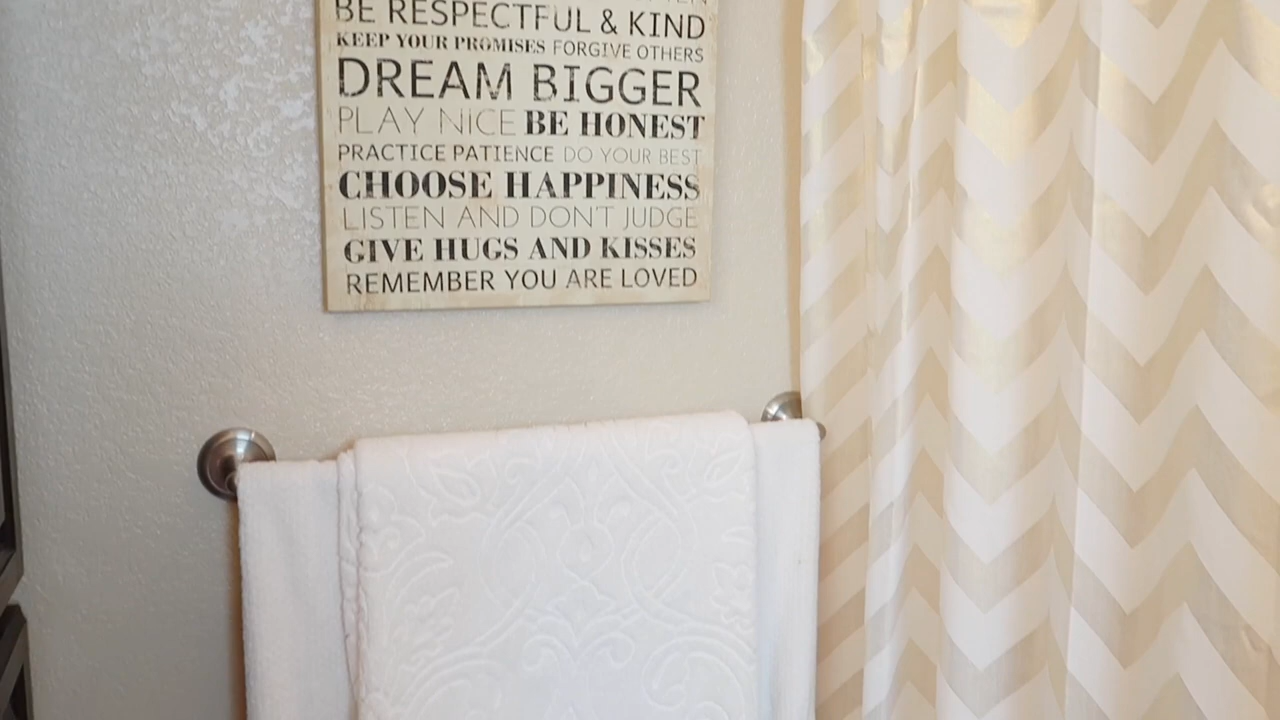 BE RESPECTFUL & KIND
KEEP YOUR PROMISES FORGIVE OTHERS
DREAM BIGGER
PLAY NICE BE HONEST
PRACTICE PATIENCE DO YOUR BEST
CHOOSE HAPPINESS
LISTEN AND DON'T JUDGE
GIVE HUGS AND KISSES
REMEMBER YOU ARE LOVED